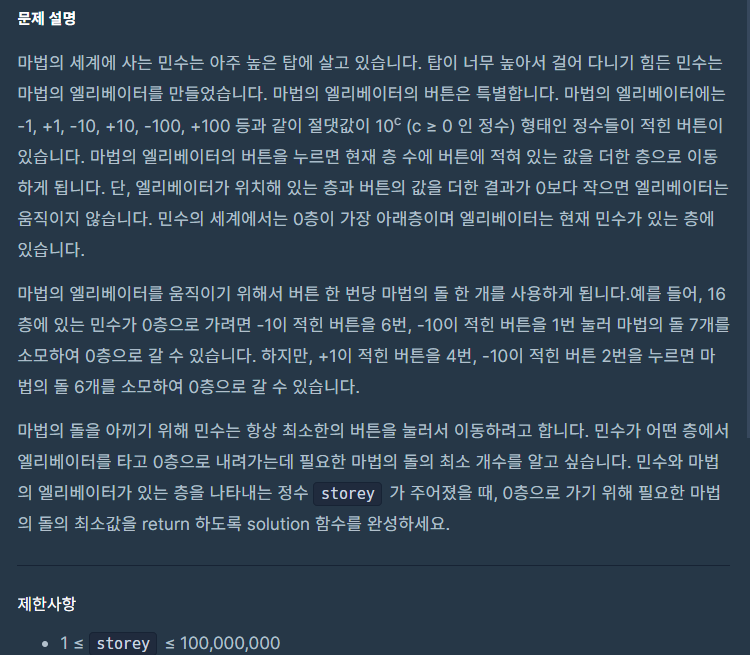 문제 설명
마법의 세계에 사는 민수는 아주 높은 탑에 살고 있습니다. 탑이 너무 높아서 걸어 다니기 힘든 민수는
마법의 엘리베이터를 만들었습니다. 마법의 엘리베이터의 버튼은 특별합니다. 마법의 엘리베이터에는
-1, +1, -10, +10, -100, +100 등과 같이 절댓값이 10ᶜ (c ≥ 0 인 정수) 형태인 정수들이 적힌 버튼이
있습니다. 마법의 엘리베이터의 버튼을 누르면 현재 층 수에 버튼에 적혀 있는 값을 더한 층으로 이동
하게 됩니다. 단, 엘리베이터가 위치해 있는 층과 버튼의 값을 더한 결과가 0보다 작으면 엘리베이터는
움직이지 않습니다. 민수의 세계에서는 0층이 가장 아래층이며 엘리베이터는 현재 민수가 있는 층에
있습니다.
마법의 엘리베이터를 움직이기 위해서 버튼 한 번당 마법의 돌 한 개를 사용하게 됩니다.예를 들어, 16
층에 있는 민수가 0층으로 가려면 -1이 적힌 버튼을 6번, -10이 적힌 버튼을 1번 눌러 마법의 돌 7개를
소모하여 0층으로 갈 수 있습니다. 하지만, +1이 적힌 버튼을 4번, -10이 적힌 버튼 2번을 누르면 마
법의 돌 6개를 소모하여 0층으로 갈 수 있습니다.
마법의 돌을 아끼기 위해 민수는 항상 최소한의 버튼을 눌러서 이동하려고 합니다. 민수가 어떤 층에서
엘리베이터를 타고 0층으로 내려가는데 필요한 마법의 돌의 최소 개수를 알고 싶습니다. 민수와 마법
의 엘리베이터가 있는 층을 나타내는 정수 storey 가 주어졌을 때, 0층으로 가기 위해 필요한 마법
의 돌의 최소값을 return 하도록 solution 함수를 완성하세요.
제한사항
• 1 ≤ storey ≤ 100,000,000